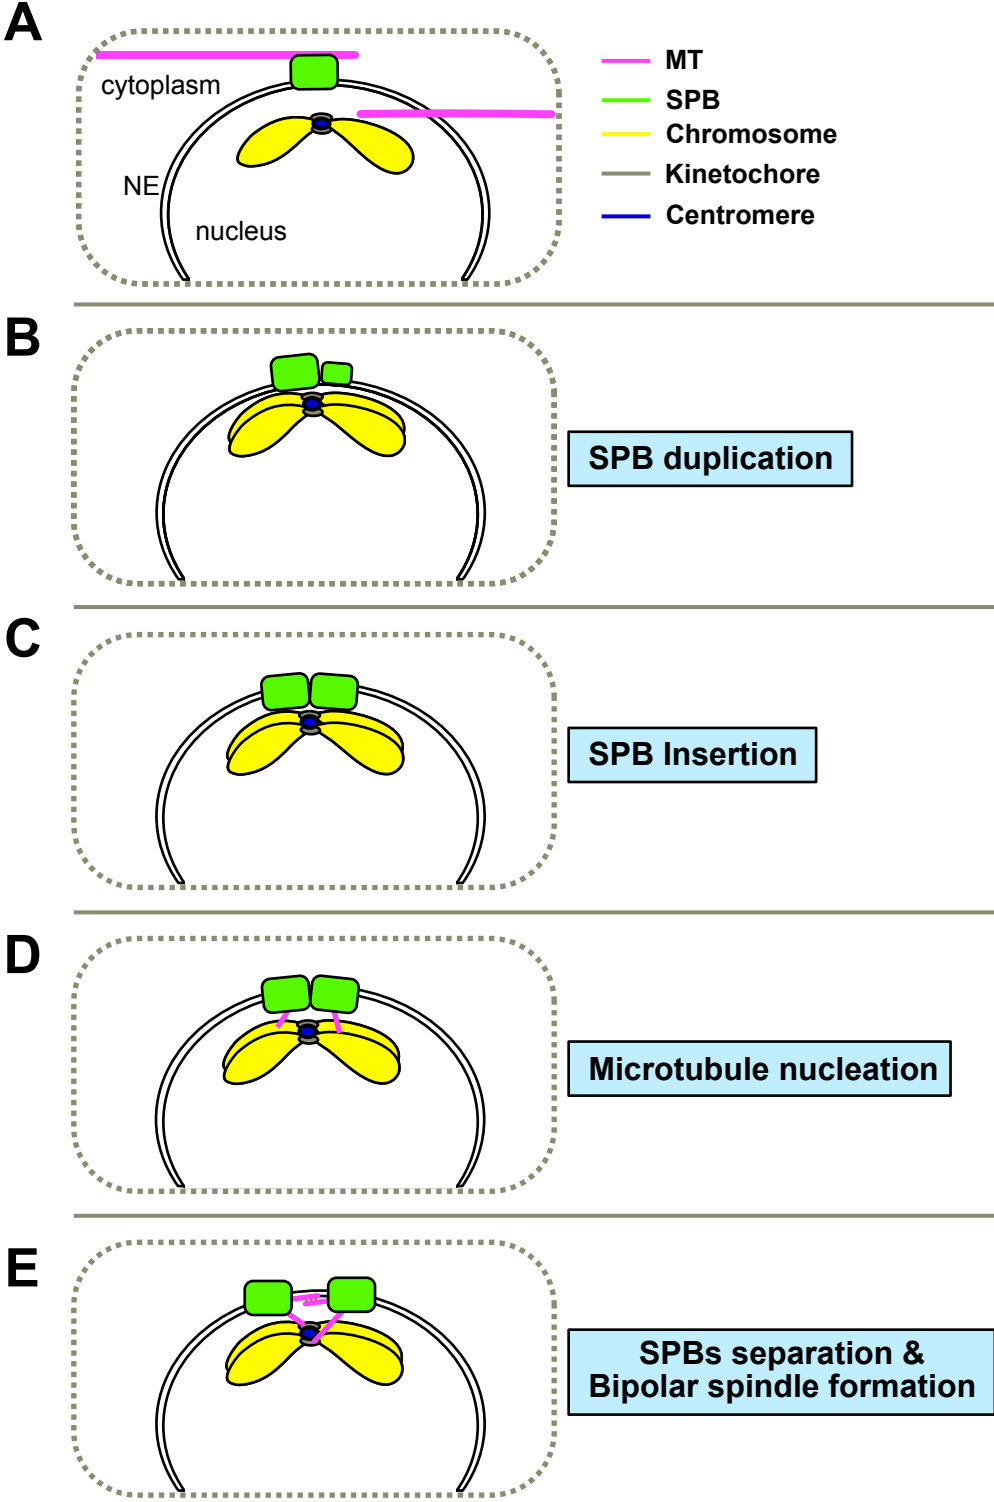 A
cytoplasm
NE
nucleus
MT
SPB
Chromosome
Kinetochore
Centromere
B
SPB duplication
C
SPB Insertion
D
Microtubule nucleation
E
SPBs separation &
Bipolar spindle formation